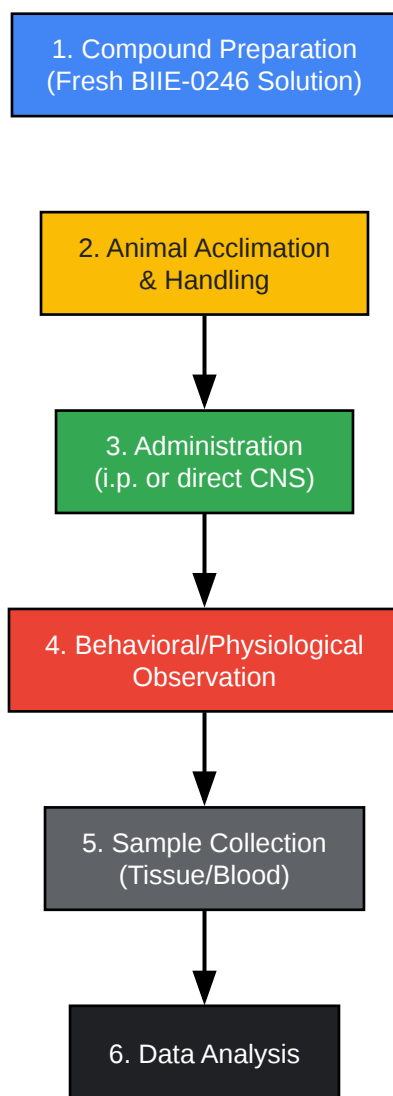 1. Compound Preparation
(Fresh BIIE-0246 Solution)
2. Animal Acclimation
& Handling
3. Administration
(i.p. or direct CNS)
4. Behavioral/Physiological
Observation
5. Sample Collection
(Tissue/Blood)
6. Data Analysis